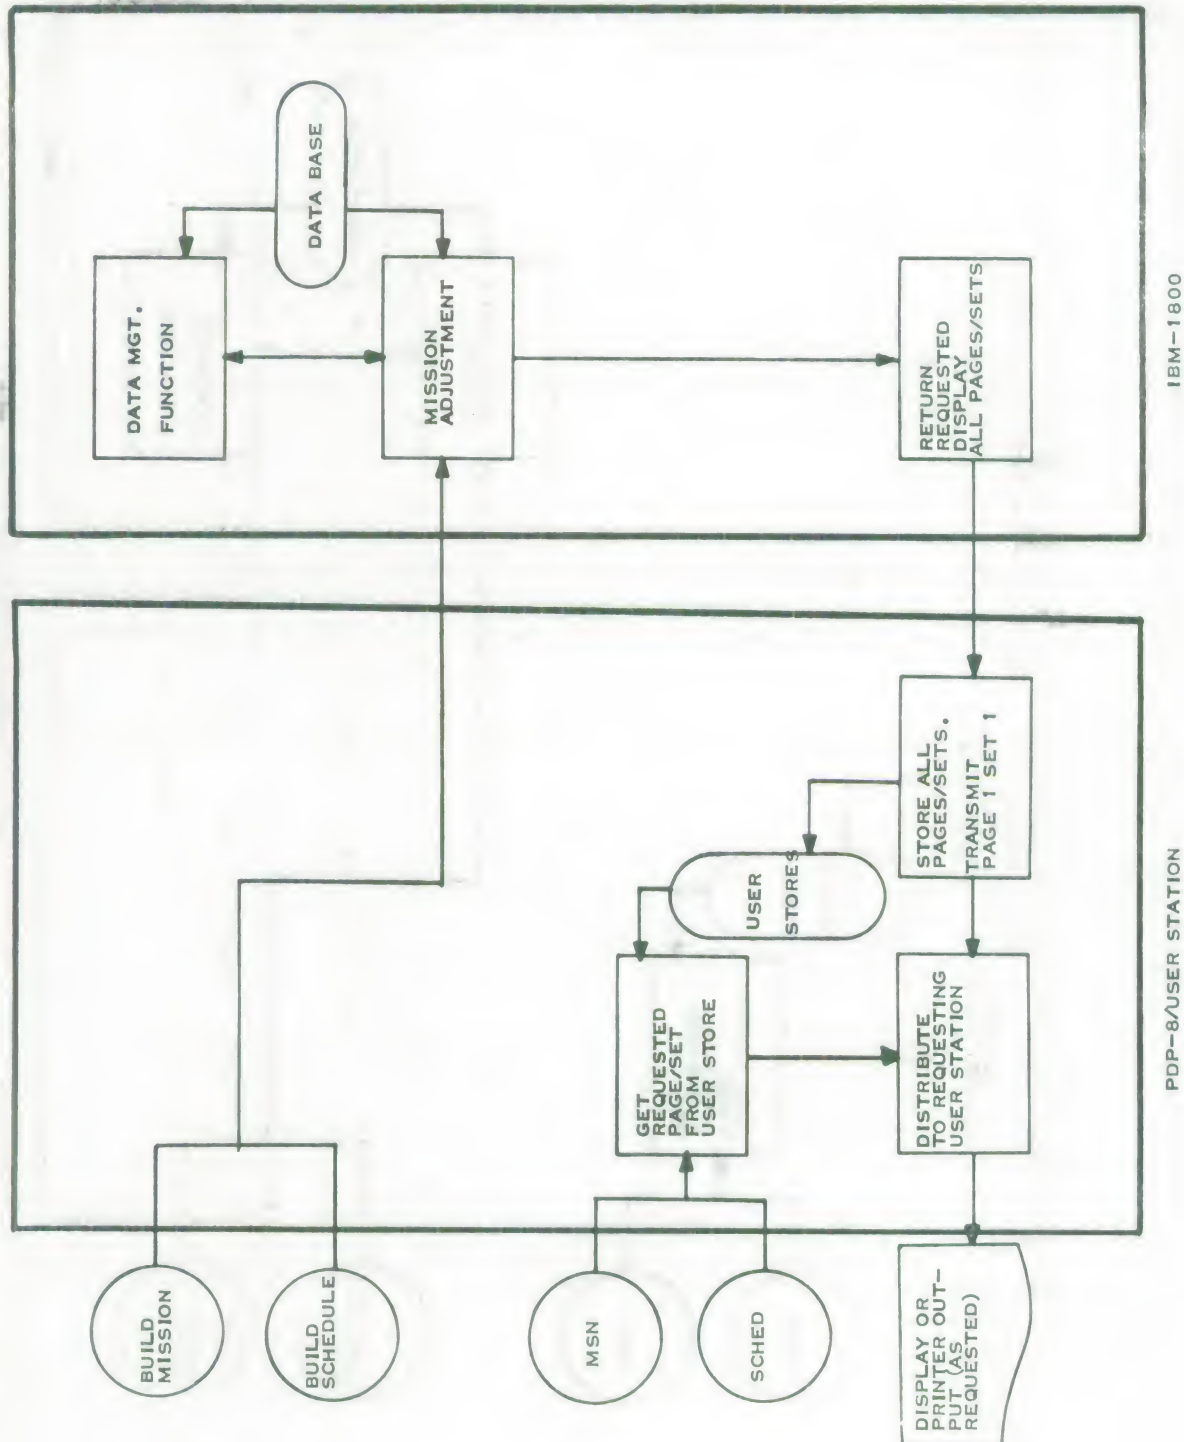 BUILD
MISSION
BUILD
SCHEDULE
MSN
SCHED
DISPLAY OR
PRINTER OUT-
PUT (AS
REQUESTED)
GET
REQUESTED
PAGE/SET
FROM
USER STORE
DISTRIBUTE
TO REQUESTING
USER STATION
USER
STORES
STORE ALL
PAGES/SETS.
TRANSMIT
PAGE 1 SET 1
PDP-8/USER STATION
DATA MGT.
FUNCTION
DATA BASE
MISSION
ADJUSTMENT
RETURN
REQUESTED
DISPLAY
ALL PAGES/SETS
IBM-1800